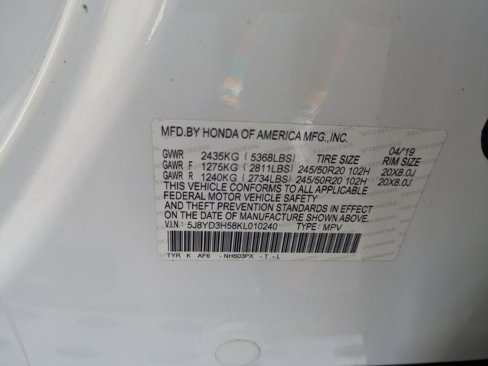 MFD.BY HONDA OF AMERICA MFG.,INC.
04/19
GVWR 2435KG (5368LBS) TIRE SIZE RIM SIZE
GAWR F 1275KG (2811LBS) 245/50R20 102H 20X8.0J
GAWR R 1240KG (2734LBS) 245/50R20 102H 20X8.0J
THIS VEHICLE CONFORMS TO ALL APPLICABLE
FEDERAL MOTOR VEHICLE SAFETY, BUMPER,
AND THEFT PREVENTION STANDARDS IN EFFECT
ON THE DATE OF MANUFACTURE SHOWN ABOVE.
V.I.N: 5J8YD3H58KL010240 TYPE: MPV
TYR K AF6 -NH603PX -T -L